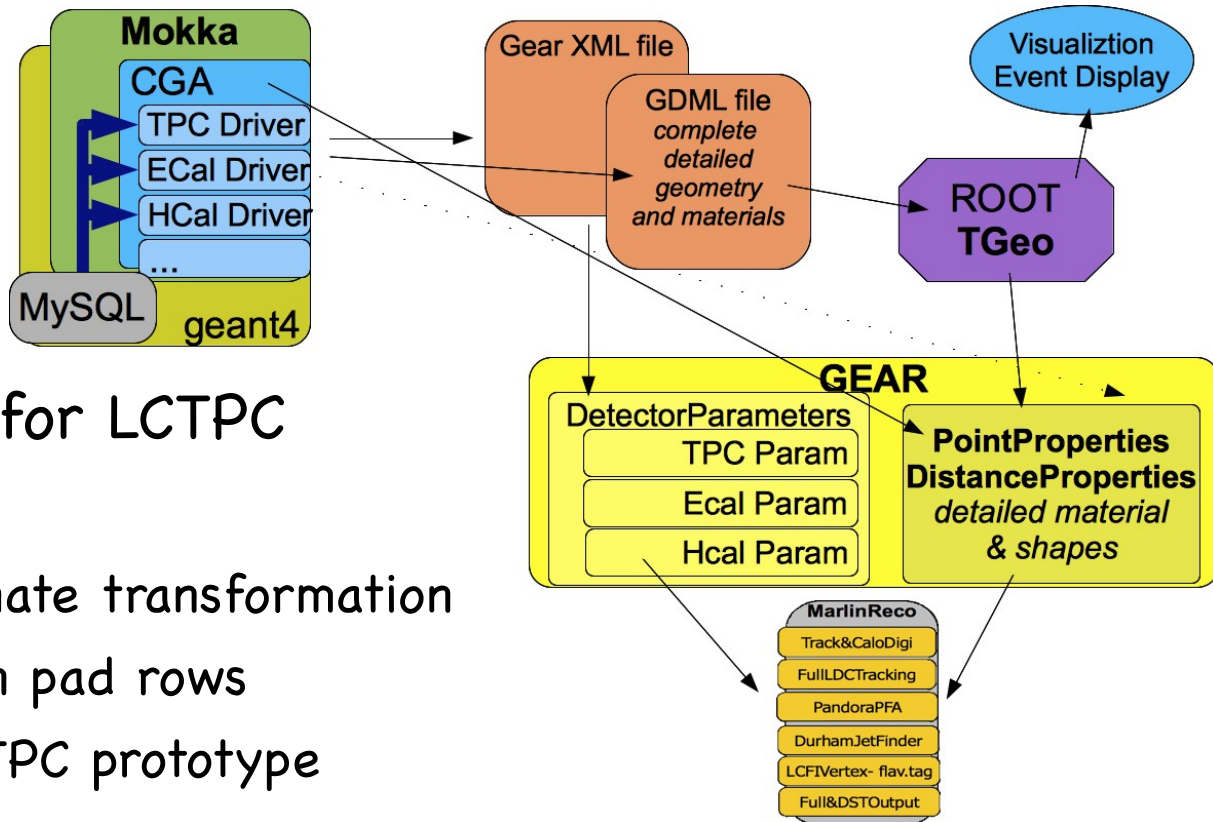 Mokka
CGA
TPC Driver
ECal Driver
HCal Driver
...
MySQL
geant4
Gear XML file
GDML file
complete
detailed
geometry
and materials
Visualiztion
Event Display
ROOT
TGeo
for LCTPC
GEAR
DetectorParameters
TPC Param
Ecal Param
Hcal Param
PointProperties
DistanceProperties
detailed material
& shapes
ate transformation
pad rows
TPC prototype
MarlinReco
Track&CaloDigi
FullLDCTracking
PandoraPFA
DurhamJetFinder
LCFIVertex- flav.tag
Full&DSTOutput